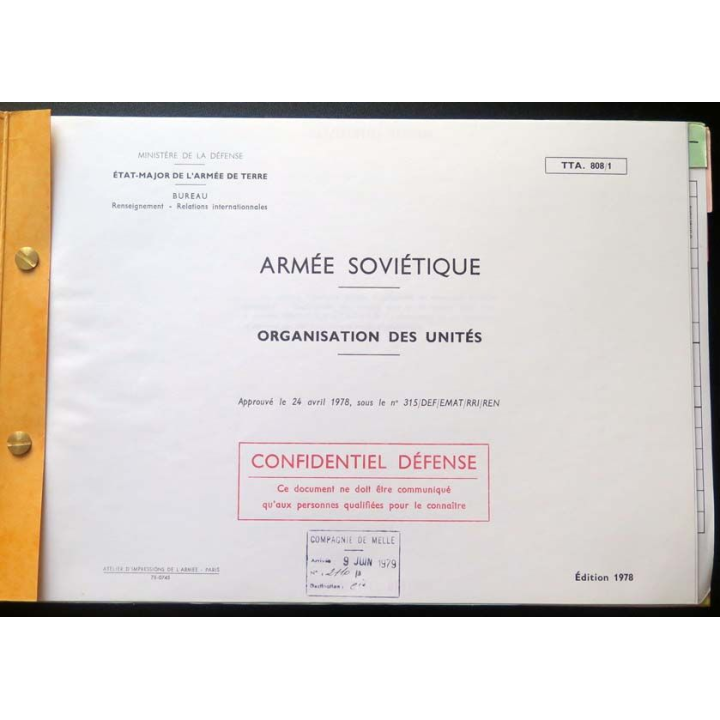 MINISTÈRE DE LA DÉFENSE
ÉTAT-MAJOR DE L'ARMÉE DE TERRE
BUREAU
Renseignement - Relations internationales
TTA. 808/1
ARMÉE SOVIÉTIQUE
ORGANISATION DES UNITÉS
Approuvé le 24 avril 1978, sous le n° 315/DEF/EMAT/RRI/REN
CONFIDENTIEL DÉFENSE
Ce document ne doit être communiqué
qu'aux personnes qualifiées pour le connaître
COMPAGNIE DE MELLE
9 JUIN 1979
ATELIER D'IMPRESSIONS DE L'ARMÉE - PARIS
Édition 1978